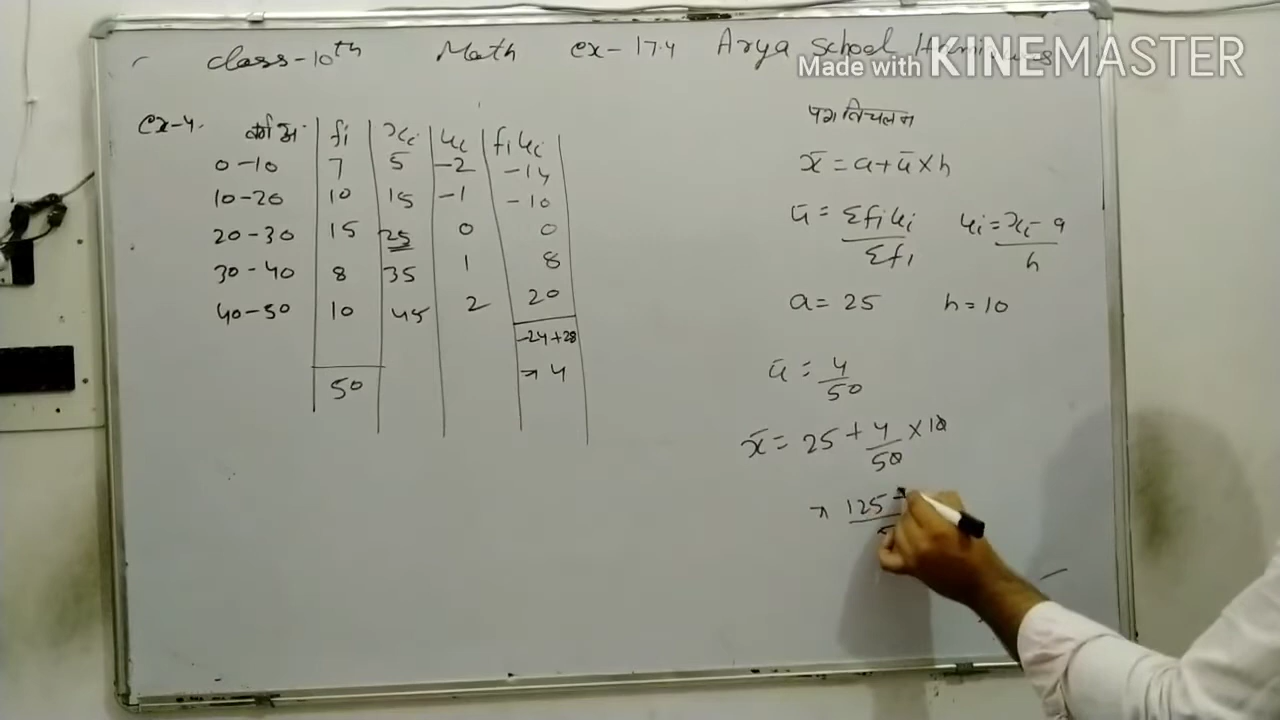 class-10th Math ex-17.4 Arya School
Made with KINEMASTER
ex-4. fi xi ui fiui
0-10 7 5 -2 -14
10-20 10 15 -1 -10
20-30 15 25 0 0
30-40 8 35 1 8
40-50 10 45 2 20
-24+28
50 → 4
पग विचलन
x̄ = a+ū×h
ū = Σfiui/Σfi ui = xi-a/h
a = 25 h = 10
ū = 4/50
x̄ = 25 + 4/50 × 10
→ 125